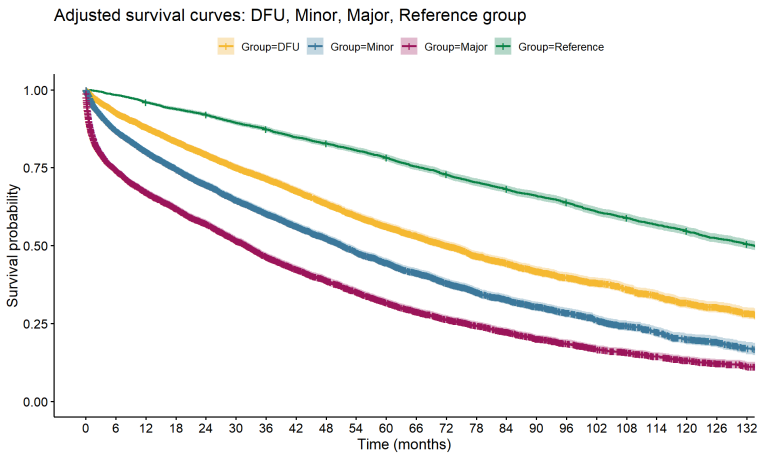 Adjusted survival curves: DFU, Minor, Major, Reference group
Group=DFU Group=Minor Group=Major Group=Reference
1.00
0.75
0.50
0.25
0.00
Survival probability
0 6 12 18 24 30 36 42 48 54 60 66 72 78 84 90 96 102 108 114 120 126 132
Time (months)